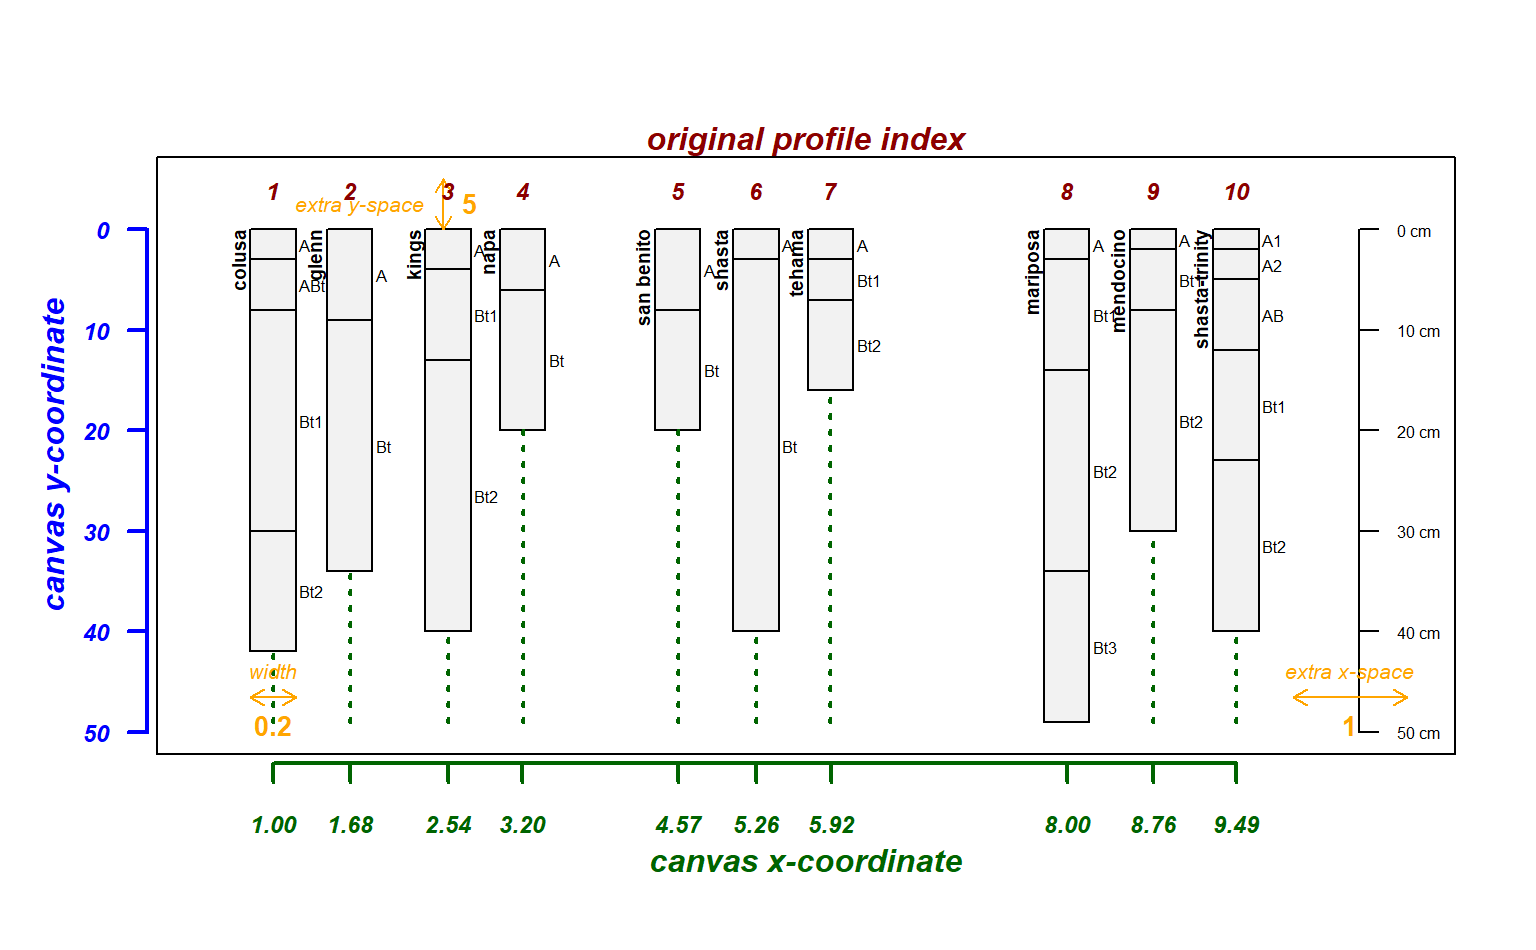 original profile index
1 2 3 4 5 6 7 8 9 10
extra y-space 5
canvas y-coordinate
0
10
20
30
40
50
colusa
A
ABt
Bt1
Bt2
glenn
A
Bt
kings
A
Bt1
Bt2
napa
A
Bt
san benito
A
Bt
shasta
A
Bt
tehama
A
Bt1
Bt2
mariposa
A
Bt1
Bt2
Bt3
mendocino
A
Bt1
Bt2
shasta-trinity
A1
A2
AB
Bt1
Bt2
0 cm
10 cm
20 cm
30 cm
40 cm
50 cm
width
0.2
extra x-space
1
1.00 1.68 2.54 3.20 4.57 5.26 5.92 8.00 8.76 9.49
canvas x-coordinate